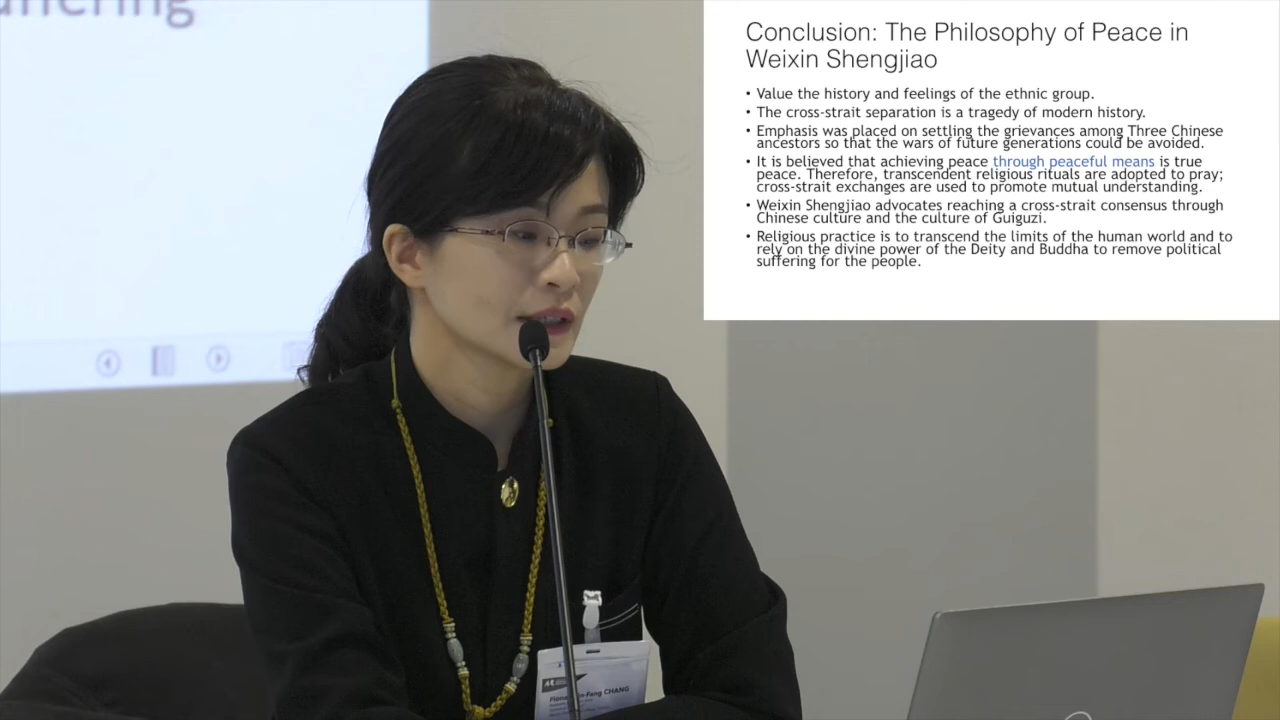 Conclusion: The Philosophy of Peace in
Weixin Shengjiao
• Value the history and feelings of the ethnic group.
• The cross-strait separation is a tragedy of modern history.
• Emphasis was placed on settling the grievances among Three Chinese
ancestors so that the wars of future generations could be avoided.
• It is believed that achieving peace through peaceful means is true
peace. Therefore, transcendent religious rituals are adopted to pray;
cross-strait exchanges are used to promote mutual understanding.
• Weixin Shengjiao advocates reaching a cross-strait consensus through
Chinese culture and the culture of Guiguzi.
• Religious practice is to transcend the limits of the human world and to
rely on the divine power of the Deity and Buddha to remove political
suffering for the people.
CHANG